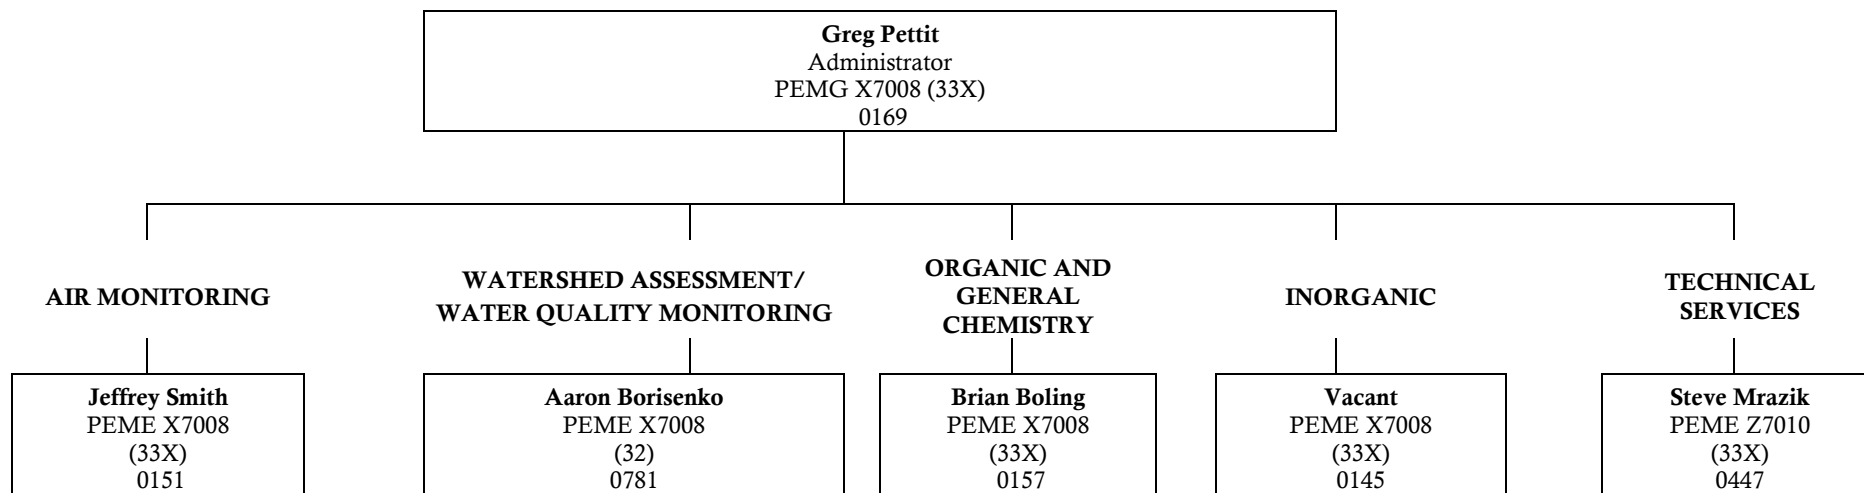 Greg Pettit
Administrator
PEMG X7008 (33X)
0169
AIR MONITORING
WATERSHED ASSESSMENT/
WATER QUALITY MONITORING
ORGANIC AND
GENERAL
CHEMISTRY
INORGANIC
TECHNICAL
SERVICES
Jeffrey Smith
PEME X7008
(33X)
0151
Aaron Borisenko
PEME X7008
(32)
0781
Brian Boling
PEME X7008
(33X)
0157
Vacant
PEME X7008
(33X)
0145
Steve Mrazik
PEME Z7010
(33X)
0447